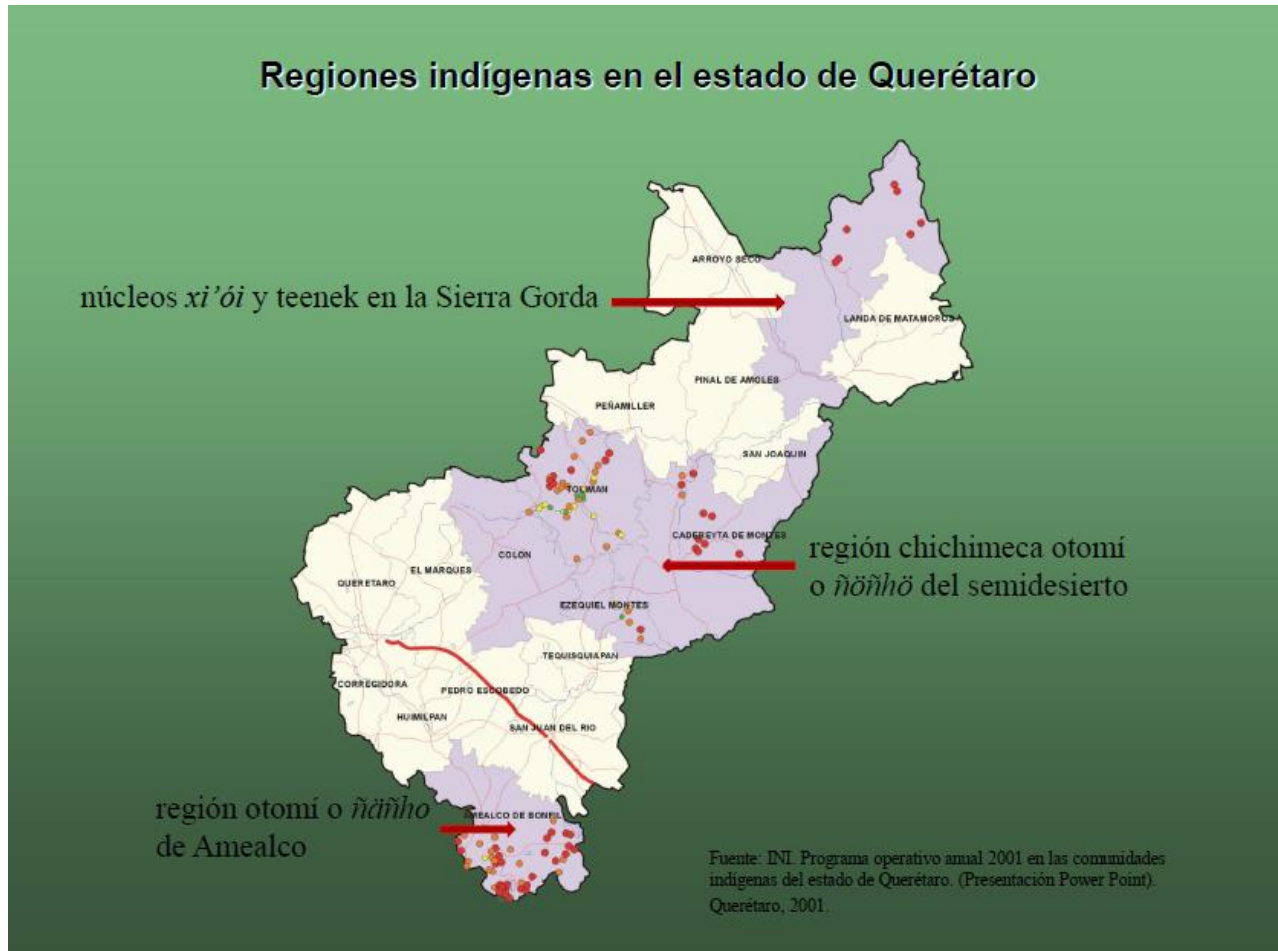 Regiones indígenas en el estado de Querétaro
ARROYO SECO
núcleos xi’ói y teenek en la Sierra Gorda
LANDA DE MATAMOROS
PINAL DE AMOLES
PEÑAMILLER
SAN JOAQUIN
TOLIMAN
CADEREYTA DE MONTES
región chichimeca otomí
o ñöñhö del semidesierto
COLON
EL MARQUES
QUERETARO
EZEQUIEL MONTES
TEQUISQUIAPAN
CORREGIDORA
PEDRO ESCOBEDO
HUIMILPAN
SAN JUAN DEL RIO
región otomí o ñäñho
de Amealco
AMEALCO DE BONFIL
Fuente: INI. Programa operativo anual 2001 en las comunidades
indígenas del estado de Querétaro. (Presentación Power Point).
Querétaro, 2001.